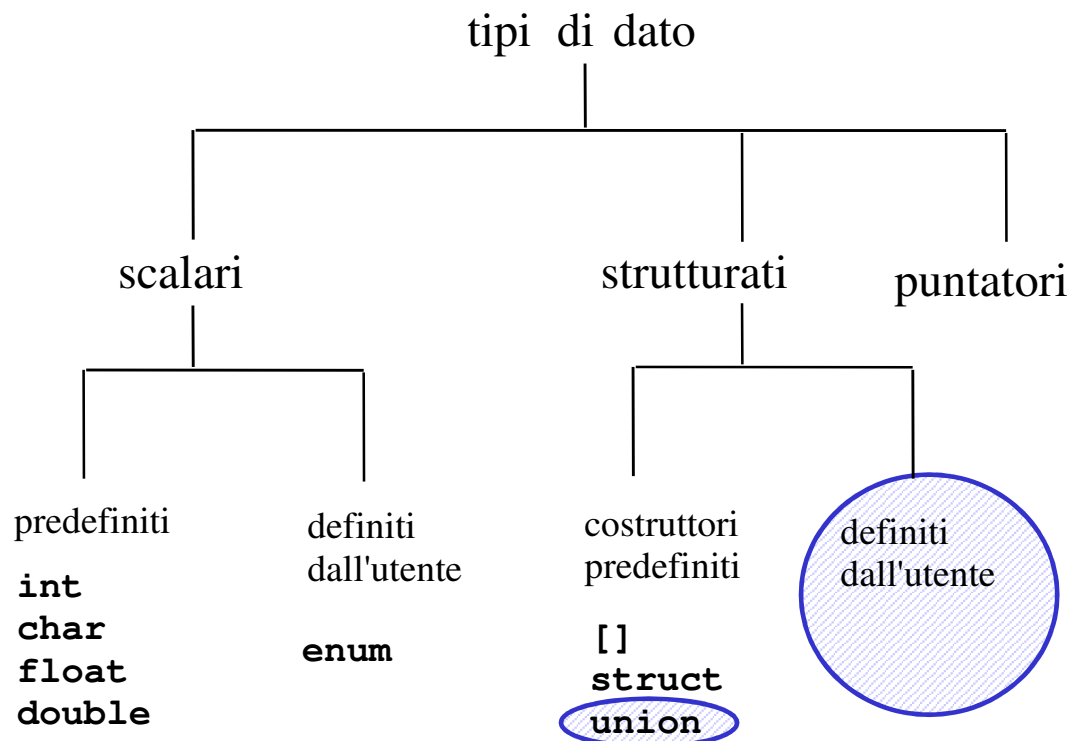 tipi di dato
scalari
strutturati
puntatori
predefiniti
int
char
float
double
definiti
dall'utente
enum
costruttori
predefiniti
[]
struct
union
definiti
dall'utente